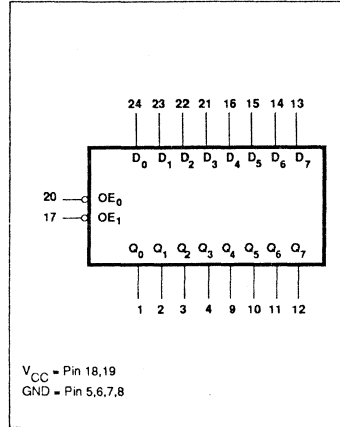 24 23 22 21 16 15 14 13
D0 D1 D2 D3 D4 D5 D6 D7
20 OE0
17 OE1
Q0 Q1 Q2 Q3 Q4 Q5 Q6 Q7
1 2 3 4 9 10 11 12
VCC = Pin 18,19
GND = Pin 5,6,7,8